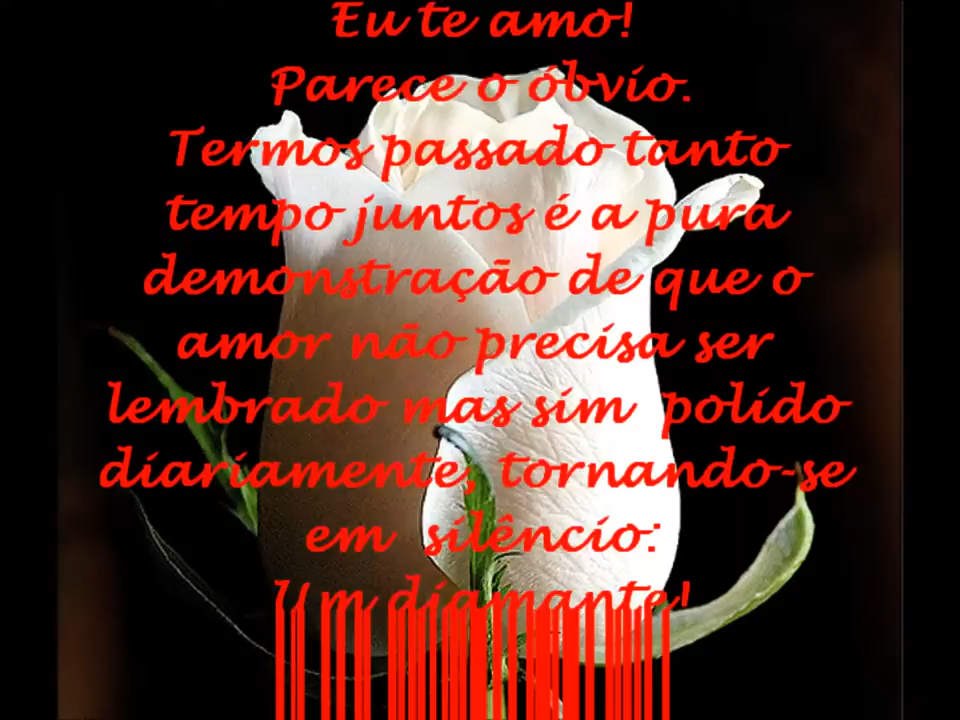 Eu te amo!
Parece o óbvio.
Termos passado tanto
tempo juntos é a pura
demonstração de que o
amor não precisa ser
lembrado mas sim polido
diariamente, tornando-se
em silêncio:
Um diamante!